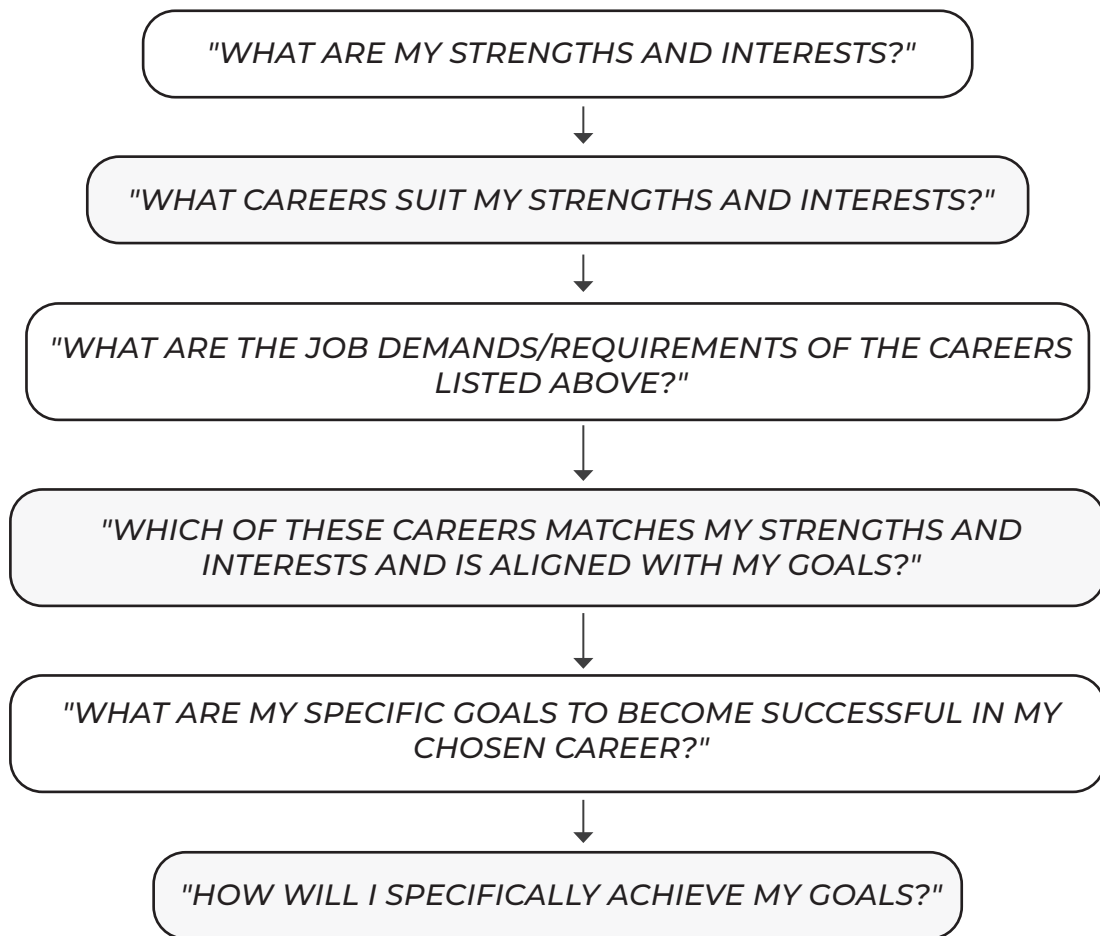 "WHAT ARE MY STRENGTHS AND INTERESTS?"
"WHAT CAREERS SUIT MY STRENGTHS AND INTERESTS?"
"WHAT ARE THE JOB DEMANDS/REQUIREMENTS OF THE CAREERS
LISTED ABOVE?"
"WHICH OF THESE CAREERS MATCHES MY STRENGTHS AND
INTERESTS AND IS ALIGNED WITH MY GOALS?"
"WHAT ARE MY SPECIFIC GOALS TO BECOME SUCCESSFUL IN MY
CHOSEN CAREER?"
"HOW WILL I SPECIFICALLY ACHIEVE MY GOALS?"